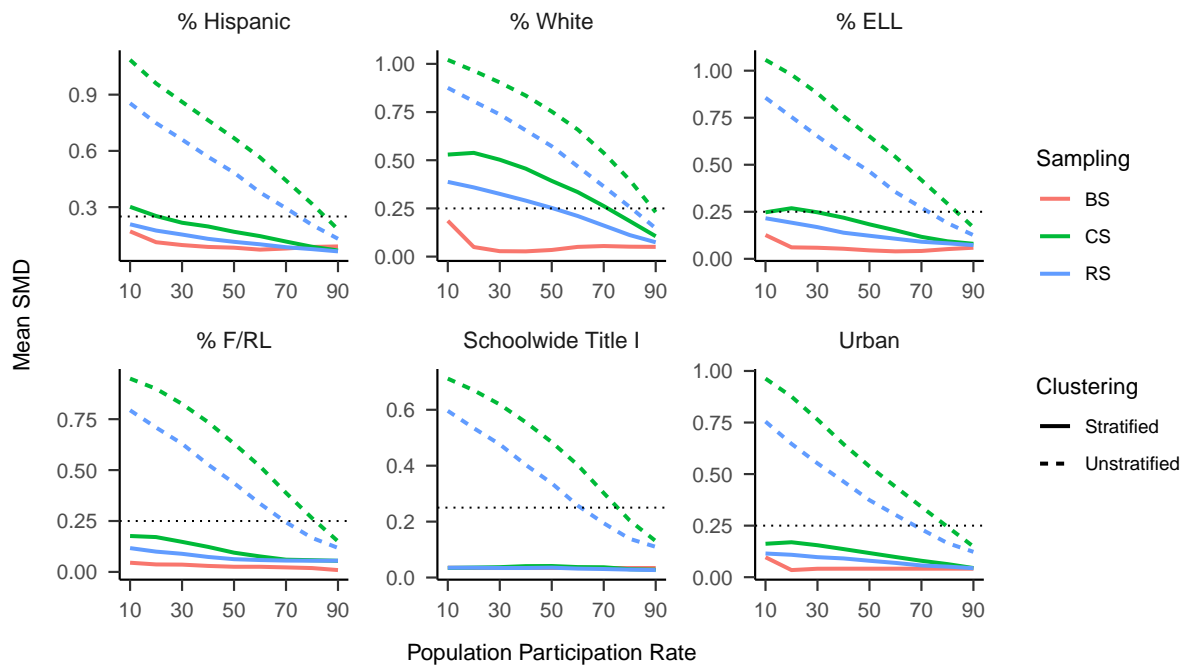 % Hispanic
% White
% ELL
0.9
0.6
0.3
10 30 50 70 90
1.00
0.75
0.50
0.25
0.00
10 30 50 70 90
1.00
0.75
0.50
0.25
0.00
10 30 50 70 90
Mean SMD
% F/RL
Schoolwide Title I
Urban
0.75
0.50
0.25
0.00
10 30 50 70 90
0.6
0.4
0.2
0.0
10 30 50 70 90
1.00
0.75
0.50
0.25
0.00
10 30 50 70 90
Population Participation Rate
Sampling
BS
CS
RS
Clustering
Stratified
Unstratified